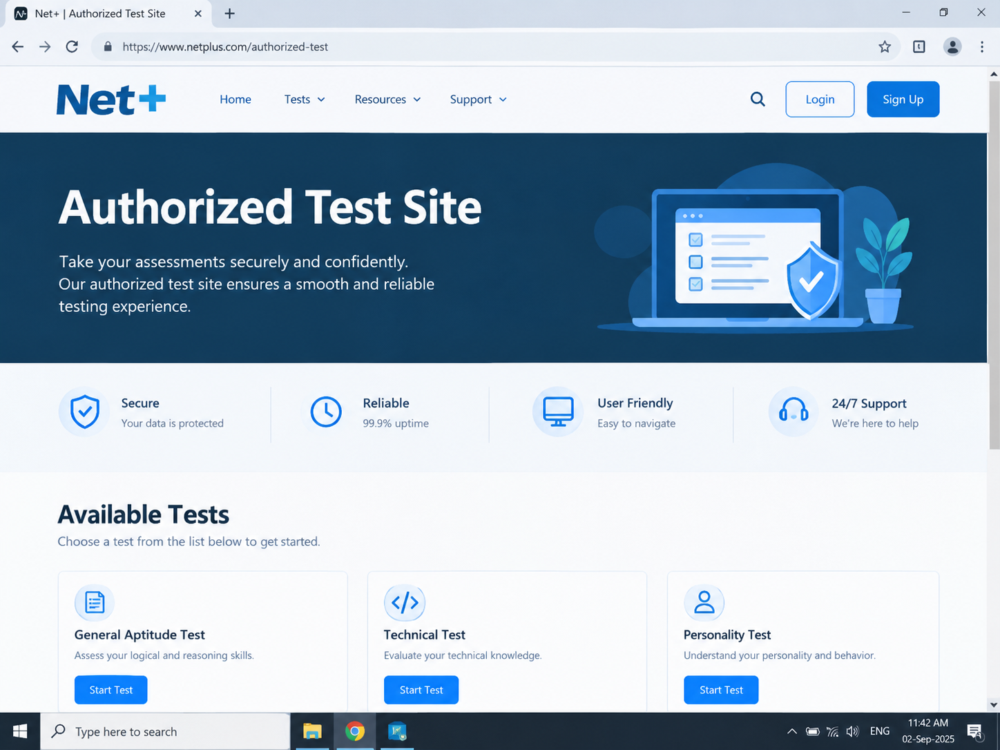 Net+ | Authorized Test Site
https://www.netplus.com/authorized-test
Net+
Home
Tests
Resources
Support
Login
Sign Up
Authorized Test Site
Take your assessments securely and confidently.
Our authorized test site ensures a smooth and reliable
testing experience.
Secure
Your data is protected
Reliable
99.9% uptime
User Friendly
Easy to navigate
24/7 Support
We're here to help
Available Tests
Choose a test from the list below to get started.
General Aptitude Test
Assess your logical and reasoning skills.
Start Test
Technical Test
Evaluate your technical knowledge.
Start Test
Personality Test
Understand your personality and behavior.
Start Test
Type here to search
ENG
11:42 AM
02-Sep-2025